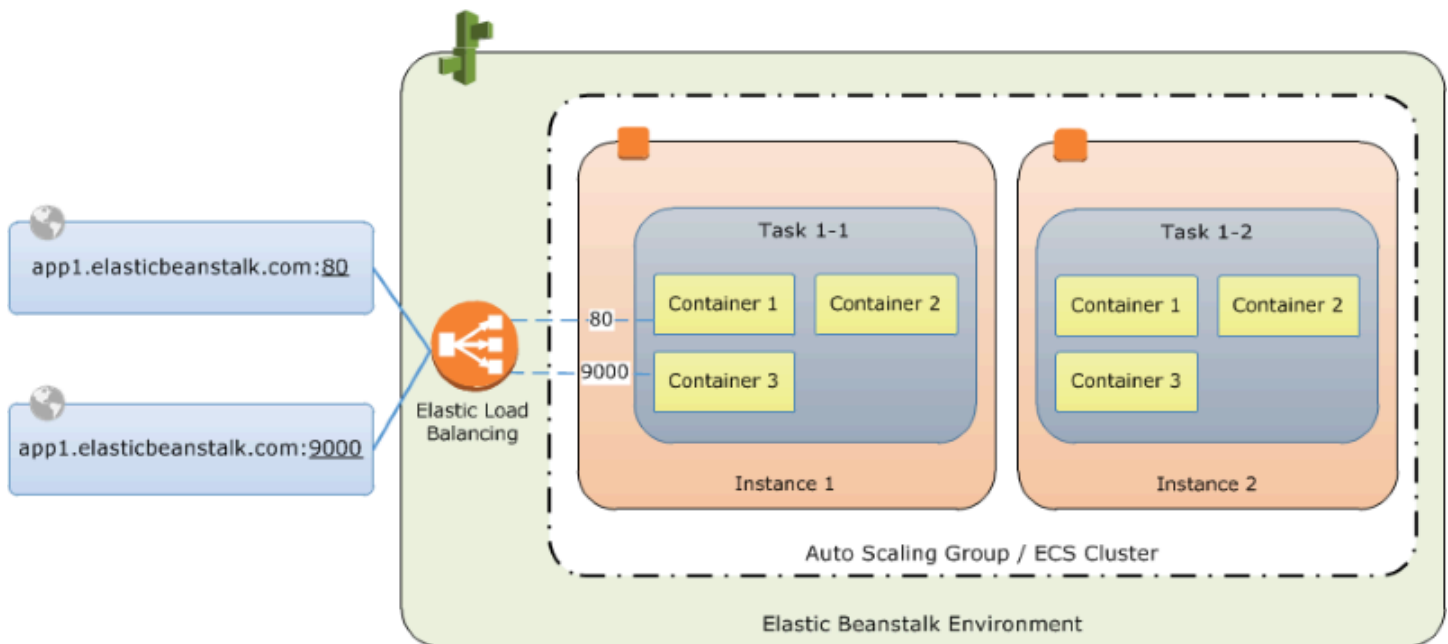 app1.elasticbeanstalk.com:80
app1.elasticbeanstalk.com:9000
Elastic Load
Balancing
80
9000
Task 1-1
Container 1
Container 2
Container 3
Instance 1
Task 1-2
Container 1
Container 2
Container 3
Instance 2
Auto Scaling Group / ECS Cluster
Elastic Beanstalk Environment